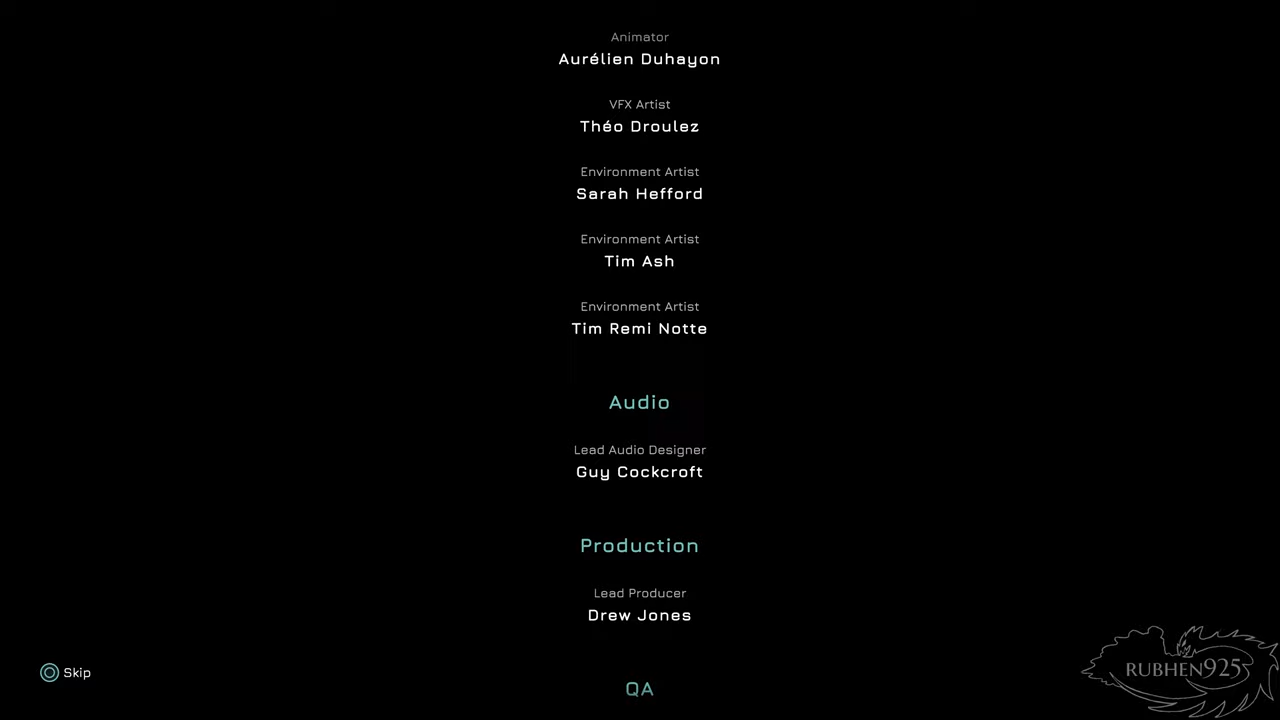 Animator
Aurélien Duhayon
VFX Artist
Théo Droulez
Environment Artist
Sarah Hefford
Environment Artist
Tim Ash
Environment Artist
Tim Remi Notte
Audio
Lead Audio Designer
Guy Cockcroft
Production
Lead Producer
Drew Jones
Skip
RUBHEN925
QA